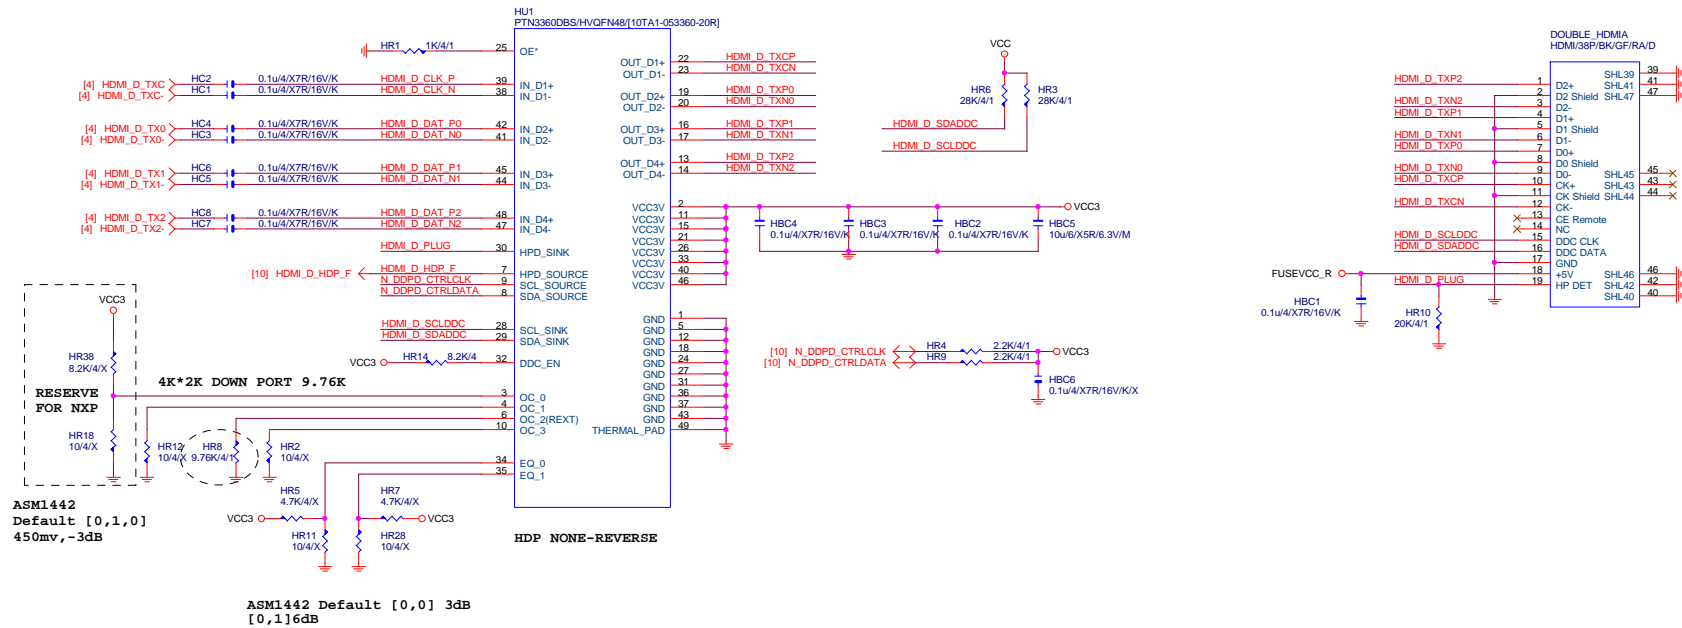 HU1
PTN3360DBS/HVQFN48/[10TA1-053360-20R]
HR1 1K/4/1 25 OE*
[4] HDMI_D_TXC HC2 0.1u/4/X7R/16V/K HDMI_D_CLK_P 39 IN_D1+
[4] HDMI_D_TXC- HC1 0.1u/4/X7R/16V/K HDMI_D_CLK_N 38 IN_D1-
[4] HDMI_D_TX0 HC4 0.1u/4/X7R/16V/K HDMI_D_DAT_P0 42 IN_D2+
[4] HDMI_D_TX0- HC3 0.1u/4/X7R/16V/K HDMI_D_DAT_N0 41 IN_D2-
[4] HDMI_D_TX1 HC6 0.1u/4/X7R/16V/K HDMI_D_DAT_P1 45 IN_D3+
[4] HDMI_D_TX1- HC5 0.1u/4/X7R/16V/K HDMI_D_DAT_N1 44 IN_D3-
[4] HDMI_D_TX2 HC8 0.1u/4/X7R/16V/K HDMI_D_DAT_P2 48 IN_D4+
[4] HDMI_D_TX2- HC7 0.1u/4/X7R/16V/K HDMI_D_DAT_N2 47 IN_D4-
HDMI_D_PLUG 30 HPD_SINK
[10] HDMI_D_HDP_F HDMI_D_HDP_F 7 HPD_SOURCE
N_DDPD_CTRLCLK 9 SCL_SOURCE
N_DDPD_CTRLDATA 8 SDA_SOURCE
HDMI_D_SCLDDC 28 SCL_SINK
HDMI_D_SDADDC 29 SDA_SINK
VCC3 HR14 8.2K/4 32 DDC_EN
4K*2K DOWN PORT 9.76K
3 OC_0
4 OC_1
6 OC_2(REXT)
10 OC_3
34 EQ_0
35 EQ_1
VCC3
HR38
8.2K/4/X
RESERVE
FOR NXP
HR18
10/4/X
HR12
10/4/X
HR8
9.76K/4/1
HR2
10/4/X
ASM1442
Default [0,1,0]
450mv,-3dB
HR5
4.7K/4/X
VCC3
HR7
4.7K/4/X
VCC3
HR11
10/4/X
HR28
10/4/X
ASM1442 Default [0,0] 3dB
[0,1]6dB
HDP NONE-REVERSE
OUT_D1+ 22 HDMI_D_TXCP
OUT_D1- 23 HDMI_D_TXCN
OUT_D2+ 19 HDMI_D_TXP0
OUT_D2- 20 HDMI_D_TXN0
OUT_D3+ 16 HDMI_D_TXP1
OUT_D3- 17 HDMI_D_TXN1
OUT_D4+ 13 HDMI_D_TXP2
OUT_D4- 14 HDMI_D_TXN2
VCC3V 2
VCC3V 11
VCC3V 15
VCC3V 21
VCC3V 26
VCC3V 33
VCC3V 40
VCC3V 46
GND 1
GND 5
GND 12
GND 18
GND 24
GND 27
GND 31
GND 36
GND 37
GND 43
THERMAL_PAD 49
VCC
HR6
28K/4/1
HR3
28K/4/1
HDMI_D_SDADDC
HDMI_D_SCLDDC
VCC3
HBC4
0.1u/4/X7R/16V/K
HBC3
0.1u/4/X7R/16V/K
HBC2
0.1u/4/X7R/16V/K
HBC5
10u/6/X5R/6.3V/M
[10] N_DDPD_CTRLCLK HR4 2.2K/4/1 VCC3
[10] N_DDPD_CTRLDATA HR9 2.2K/4/1
HBC6
0.1u/4/X7R/16V/K/X
DOUBLE_HDMIA
HDMI/38P/BK/GF/RA/D
HDMI_D_TXP2 1 D2+
2 D2 Shield
HDMI_D_TXN2 3 D2-
HDMI_D_TXP1 4 D1+
5 D1 Shield
HDMI_D_TXN1 6 D1-
HDMI_D_TXP0 7 D0+
8 D0 Shield
HDMI_D_TXN0 9 D0-
HDMI_D_TXCP 10 CK+
11 CK Shield
HDMI_D_TXCN 12 CK-
13 CE Remote
14 NC
HDMI_D_SCLDDC 15 DDC CLK
HDMI_D_SDADDC 16 DDC DATA
17 GND
FUSEVCC_R 18 +5V
HDMI_D_PLUG 19 HP DET
SHL39 39
SHL41 41
SHL47 47
SHL45 45
SHL43 43
SHL44 44
SHL46 46
SHL42 42
SHL40 40
HBC1
0.1u/4/X7R/16V/K
HR10
20K/4/1